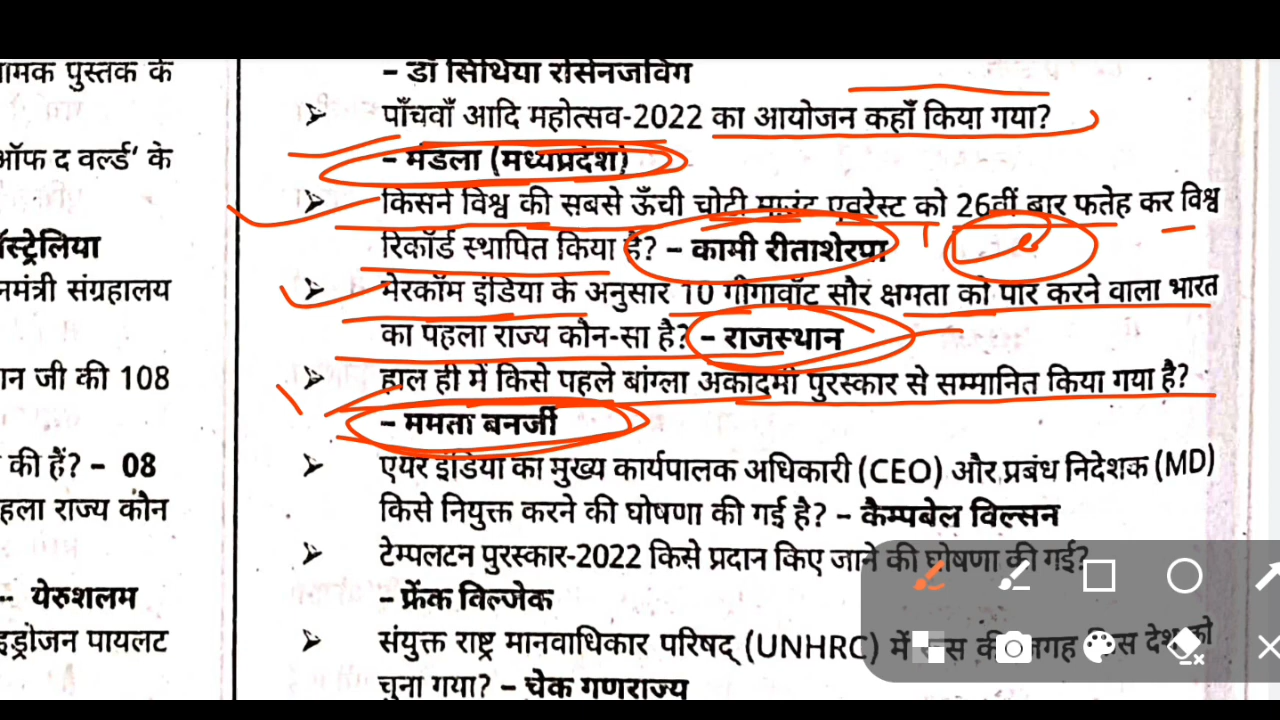 नामक पुस्तक के
ऑफ द वर्ल्ड‘ के
ऑस्ट्रेलिया
नमंत्री संग्रहालय
ान जी की 108
की हैं? – 08
हला राज्य कौन
-- येरुशलम
इड्रोजन पायलट
– डॉ सिंथिया रोसेनजविग
➢ पाँचवाँ आदि महोत्सव-2022 का आयोजन कहाँ किया गया?
– मंडला (मध्यप्रदेश)
➢ किसने विश्व की सबसे ऊँची चोटी माउंट एवरेस्ट को 26वीं बार फतेह कर विश्व
रिकॉर्ड स्थापित किया है? – कामी रीताशेरपा
➢ मेरकॉम इंडिया के अनुसार 10 गीगावॉट सौर क्षमता को पार करने वाला भारत
का पहला राज्य कौन-सा है? – राजस्थान
➢ हाल ही में किसे पहले बांग्ला अकादमी पुरस्कार से सम्मानित किया गया है?
– ममता बनर्जी
➢ एयर इंडिया का मुख्य कार्यपालक अधिकारी (CEO) और प्रबंध निदेशक (MD)
किसे नियुक्त करने की घोषणा की गई है? – कैम्पबेल विल्सन
➢ टेम्पलटन पुरस्कार-2022 किसे प्रदान किए जाने की घोषणा की गई?
– फ्रेंक विल्जेक
➢ संयुक्त राष्ट्र मानवाधिकार परिषद् (UNHRC) में की जगह किस देश को
चुना गया? – चेक गणराज्य